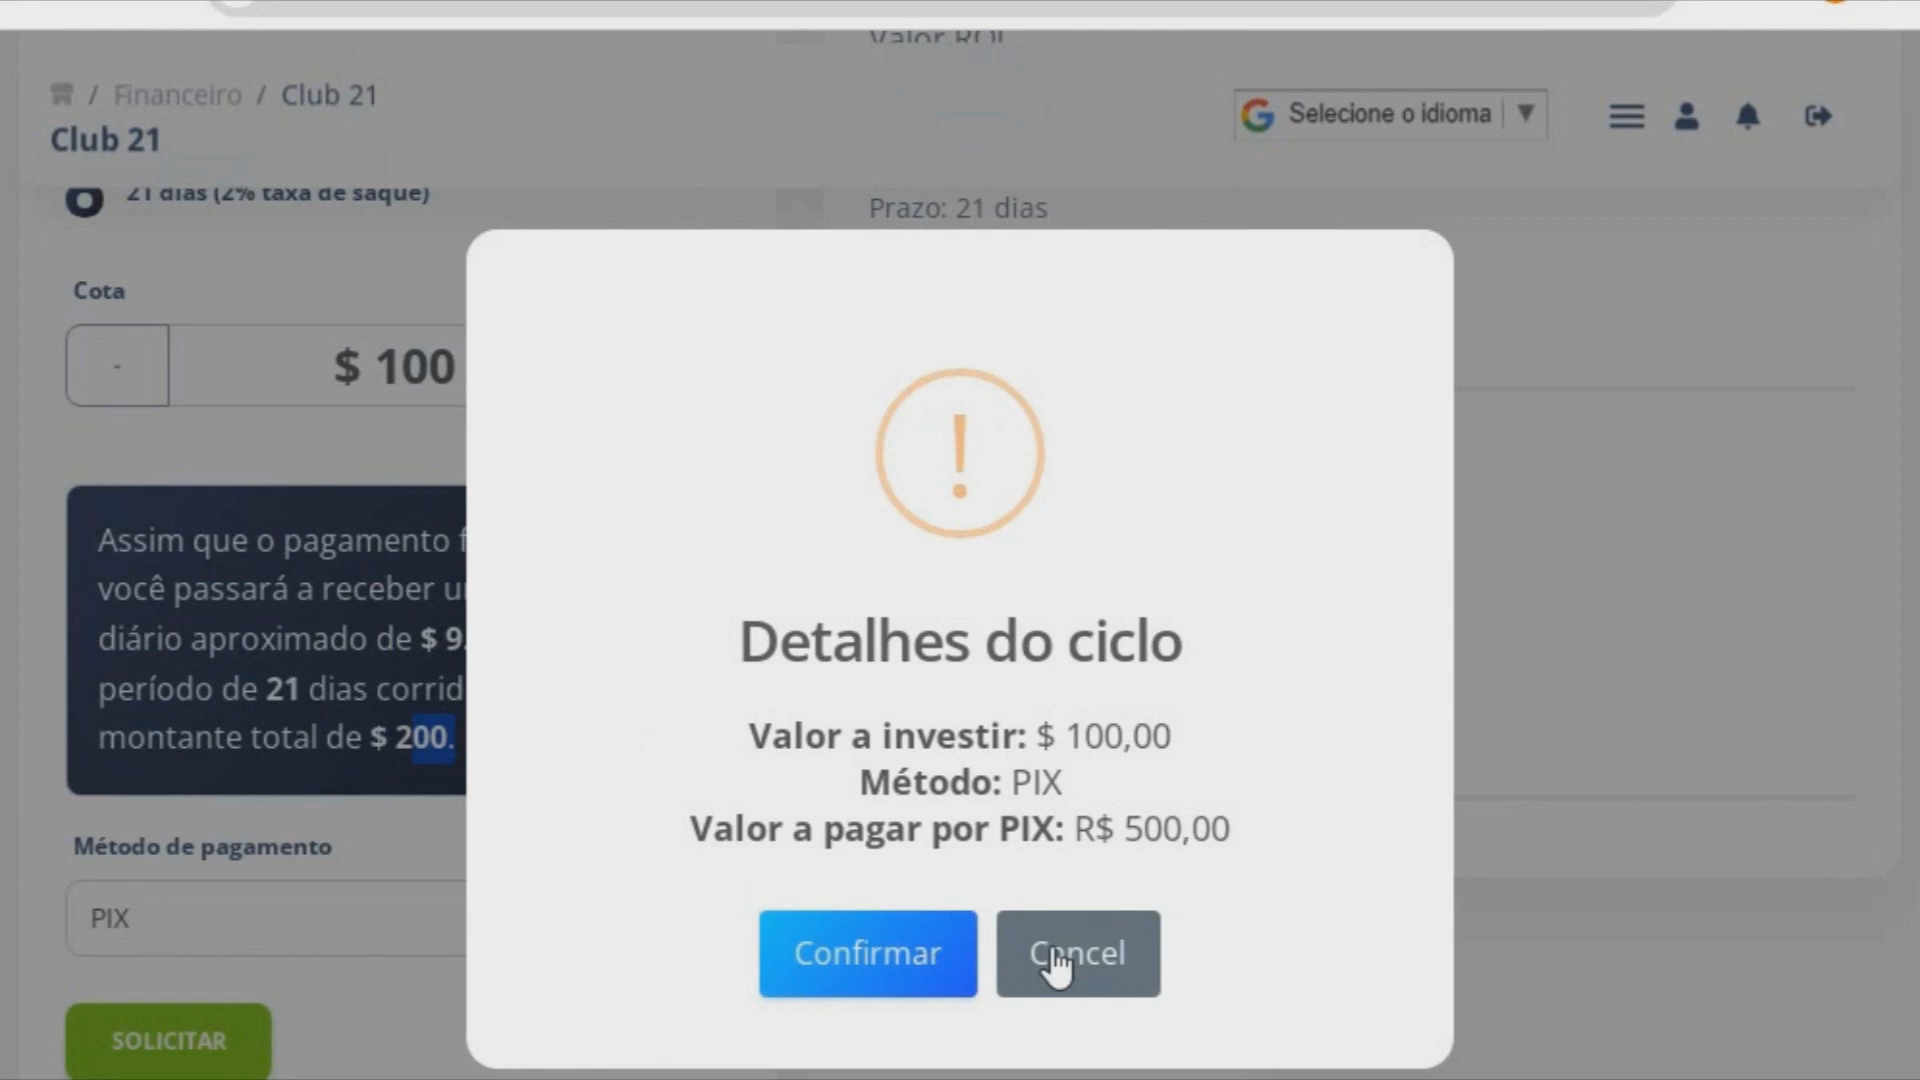 Valor ROI
/ Financeiro / Club 21
Club 21
Selecione o idioma ▼
21 dias (2% taxa de saque)
Prazo: 21 dias
Cota
-
$ 100
Assim que o pagamento
você passará a receber
diário aproximado de $ 9.
período de 21 dias
montante total de $ 200.
Método de pagamento
PIX
SOLICITAR
!
Detalhes do ciclo
Valor a investir: $ 100,00
Método: PIX
Valor a pagar por PIX: R$ 500,00
Confirmar
Cancel